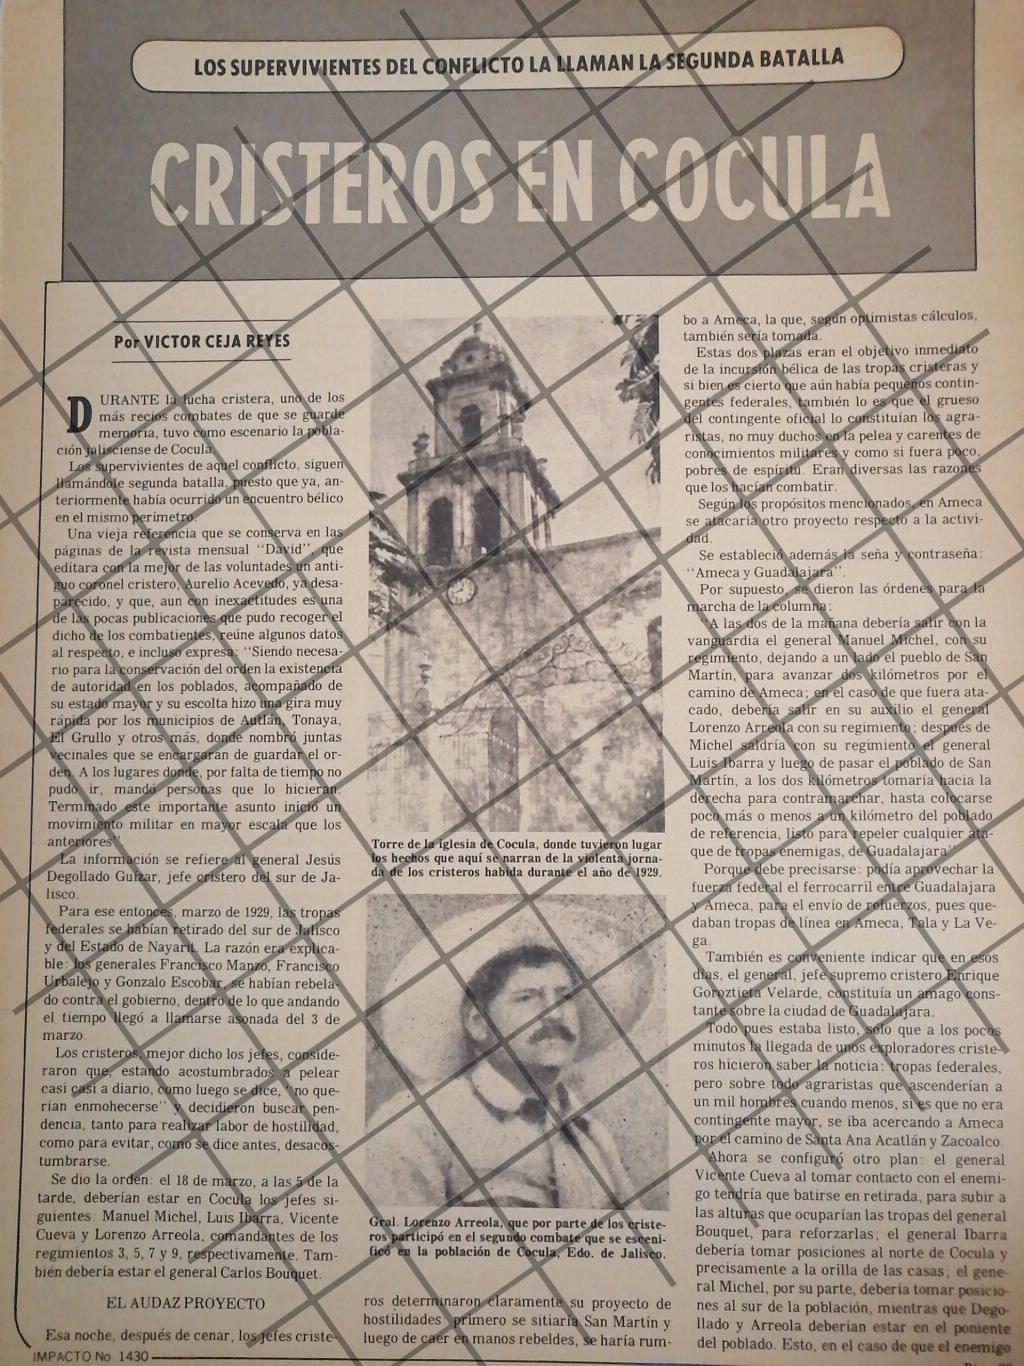 LOS SUPERVIVIENTES DEL CONFLICTO LA LLAMAN LA SEGUNDA BATALLA
CRISTEROS EN COCULA
Por VICTOR CEJA REYES
DURANTE la lucha cristera, uno de los
más recios combates de que se guarde
memoria, tuvo como escenario la pobla-
ción jalisciense de Cocula.
Los supervivientes de aquel conflicto, siguen
llamándole segunda batalla, puesto que ya, an-
teriormente había ocurrido un encuentro bélico
en el mismo perímetro.
Una vieja referencia que se conserva en las
páginas de la revista mensual "David", que
editara con la mejor de las voluntades un anti-
guo coronel cristero, Aurelio Acevedo, ya desa-
parecido, y que, aun con inexactitudes es una
de las pocas publicaciones que pudo recoger el
dicho de los combatientes, reúne algunos datos
al respecto, e incluso expresa: "Siendo necesa-
rio para la conservación del orden la existencia
de autoridad en los poblados, acompañado de
su estado mayor y su escolta hizo una gira muy
rápida por los municipios de Autlán, Tonaya,
El Grullo y otros más, donde nombró juntas
vecinales que se encargaran de guardar el or-
den. A los lugares donde, por falta de tiempo no
pudo ir, mandó personas que lo hicieran.
Terminado este importante asunto inició un
movimiento militar en mayor escala que los
anteriores".
La información se refiere al general Jesús
Degollado Guízar, jefe cristero del sur de Ja-
lisco.
Para ese entonces, marzo de 1929, las tropas
federales se habían retirado del sur de Jalisco
y del Estado de Nayarit. La razón era explica-
ble: los generales Francisco Manzo, Francisco
Urbalejo y Gonzalo Escobar, se habían rebela-
do contra el gobierno, dentro de lo que andando
el tiempo llegó a llamarse asonada del 3 de
marzo.
Los cristeros, mejor dicho los jefes, conside-
raron que, estando acostumbrados a pelear
casi casi a diario, como luego se dice, "no que-
rían enmohecerse" y decidieron buscar pen-
dencia, tanto para realizar labor de hostilidad,
como para evitar, como se dice antes, desacos-
tumbrarse.
Se dio la orden: el 18 de marzo, a las 5 de la
tarde, deberían estar en Cocula los jefes si-
guientes: Manuel Michel, Luis Ibarra, Vicente
Cueva y Lorenzo Arreola, comandantes de los
regimientos 3, 5, 7 y 9, respectivamente. Tam-
bién debería estar el general Carlos Bouquet.
EL AUDAZ PROYECTO
Esa noche, después de cenar, los jefes criste-
IMPACTO No. 1430
Torre de la iglesia de Cocula, donde tuvieron lugar
los hechos que aquí se narran de la violenta jorna-
da de los cristeros habida durante el año de 1929.
Gral. Lorenzo Arreola, que por parte de los criste-
ros participó en el segundo combate que se esceni-
ficó en la población de Cocula, Edo. de Jalisco.
ros determinaron claramente su proyecto de
hostilidades: primero se sitiaría San Martín y
luego de caer en manos rebeldes, se haría rum-
bo a Ameca, la que, según optimistas cálculos,
también sería tomada.
Estas dos plazas eran el objetivo inmediato
de la incursión bélica de las tropas cristeras y
si bien es cierto que aún había pequeños contin-
gentes federales, también lo es que el grueso
del contingente oficial lo constituían los agra-
ristas, no muy duchos en la pelea y carentes de
conocimientos militares y como si fuera poco,
pobres de espíritu. Eran diversas las razones
que los hacían combatir.
Según los propósitos mencionados, en Ameca
se atacaría otro proyecto respecto a la activi-
dad.
Se estableció además la seña y contraseña:
"Ameca y Guadalajara".
Por supuesto, se dieron las órdenes para la
marcha de la columna:
"A las dos de la mañana debería salir con la
vanguardia el general Manuel Michel, con su
regimiento, dejando a un lado el pueblo de San
Martín, para avanzar dos kilómetros por el
camino de Ameca; en el caso de que fuera ata-
cado, debería salir en su auxilio el general
Lorenzo Arreola con su regimiento; después de
Michel saldría con su regimiento el general
Luis Ibarra y luego de pasar el poblado de San
Martín, a los dos kilómetros tomaría hacia la
derecha para contramarchar, hasta colocarse
poco más o menos a un kilómetro del poblado
de referencia, listo para repeler cualquier ata-
que de tropas enemigas, de Guadalajara".
Porque debe precisarse: podía aprovechar la
fuerza federal el ferrocarril entre Guadalajara
y Ameca, para el envío de refuerzos, pues que-
daban tropas de línea en Ameca, Tala y La Ve-
ga.
También es conveniente indicar que en esos
días, el general, jefe supremo cristero Enrique
Goroztieta Velarde, constituía un amago cons-
tante sobre la ciudad de Guadalajara.
Todo pues estaba listo, sólo que a los pocos
minutos la llegada de unos exploradores criste-
ros hicieron saber la noticia: tropas federales,
pero sobre todo agraristas que ascenderían a
un mil hombres cuando menos, si es que no era
contingente mayor, se iba acercando a Ameca
por el camino de Santa Ana Acatlán y Zacoalco.
Ahora se configuró otro plan: el general
Vicente Cueva al tomar contacto con el enemi-
go tendría que batirse en retirada, para subir a
las alturas que ocuparían las tropas del general
Bouquet, para reforzarlas; el general Ibarra
debería tomar posiciones al norte de Cocula y
precisamente a la orilla de las casas; el gene-
ral Michel, por su parte, debería tomar posicio-
nes al sur de la población, mientras que Dego-
llado y Arreola deberían estar en el poniente
del poblado. Esto, en el caso de que el enemigo